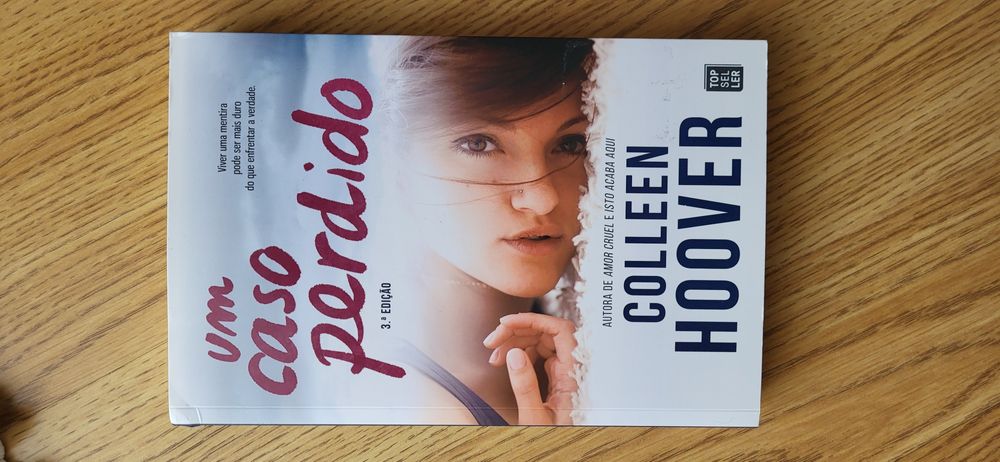 Viver uma mentira
pode ser mais duro
do que enfrentar a verdade.
um
caso
perdido
3.ª EDIÇÃO
AUTORA DE AMOR CRUEL E ISTO ACABA AQUI
COLLEEN
HOOVER
TOP
SEL
LER